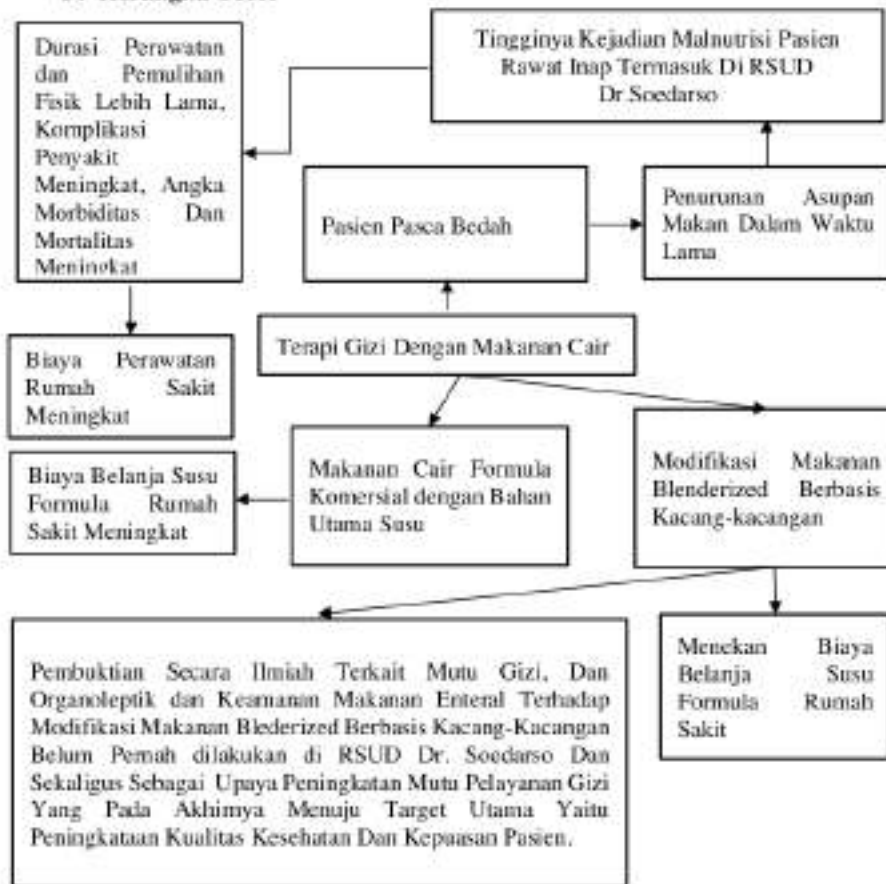 Durasi Perawatan
dan Pemulihan
Fisik Lebih Lama,
Komplikasi
Penyakit
Meningkat, Angka
Morbiditas Dan
Mortalitas
Meningkat
Tingginya Kejadian Malnutrisi Pasien
Rawat Inap Termasuk Di RSUD
Dr Soedarso
Pasien Pasca Bedah
Penurunan Asupan
Makan Dalam Waktu
Lama
Terapi Gizi Dengan Makanan Cair
Biaya Perawatan
Rumah Sakit
Meningkat
Biaya Belanja Susu
Formula Rumah
Sakit Meningkat
Makanan Cair Formula
Komersial dengan Bahan
Utama Susu
Modifikasi Makanan
Blenderized Berbasis
Kacang-kacangan
Pembuktian Secara Ilmiah Terkait Mutu Gizi, Dan
Organoleptik dan Keamanan Makanan Enteral Terhadap
Modifikasi Makanan Blederized Berbasis Kacang-Kacangan
Belum Pernah dilakukan di RSUD Dr. Soedarso Dan
Sekaligus Sebagai Upaya Peningkatan Mutu Pelayanan Gizi
Yang Pada Akhirnya Menuju Target Utama Yaitu
Peningkataan Kualitas Kesehatan Dan Kepuasan Pasien.
Menekan Biaya
Belanja Susu
Formula Rumah
Sakit